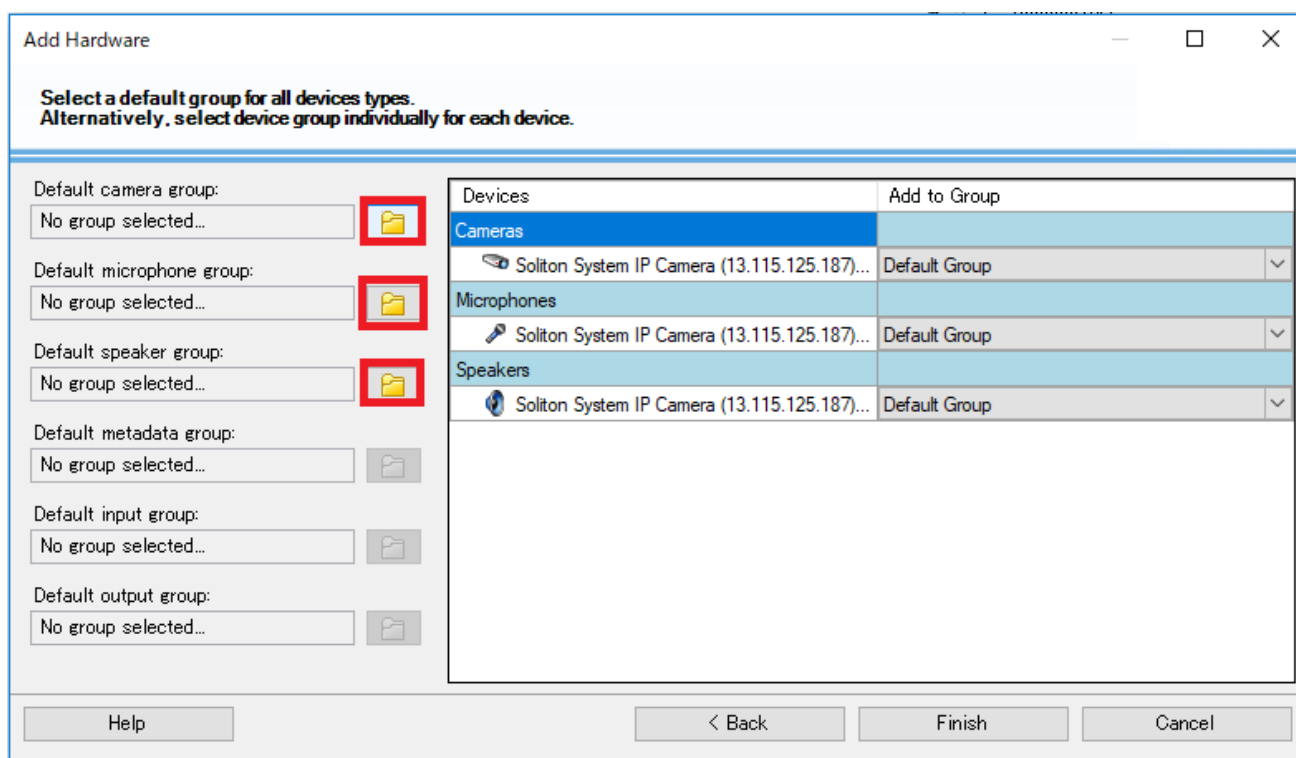 Add Hardware
Select a default group for all devices types.
Alternatively, select device group individually for each device.
Default camera group:
No group selected...
Default microphone group:
No group selected...
Default speaker group:
No group selected...
Default metadata group:
No group selected...
Default input group:
No group selected...
Default output group:
No group selected...
Devices Add to Group
Cameras
Soliton System IP Camera (13.115.125.187)... Default Group
Microphones
Soliton System IP Camera (13.115.125.187)... Default Group
Speakers
Soliton System IP Camera (13.115.125.187)... Default Group
Help < Back Finish Cancel